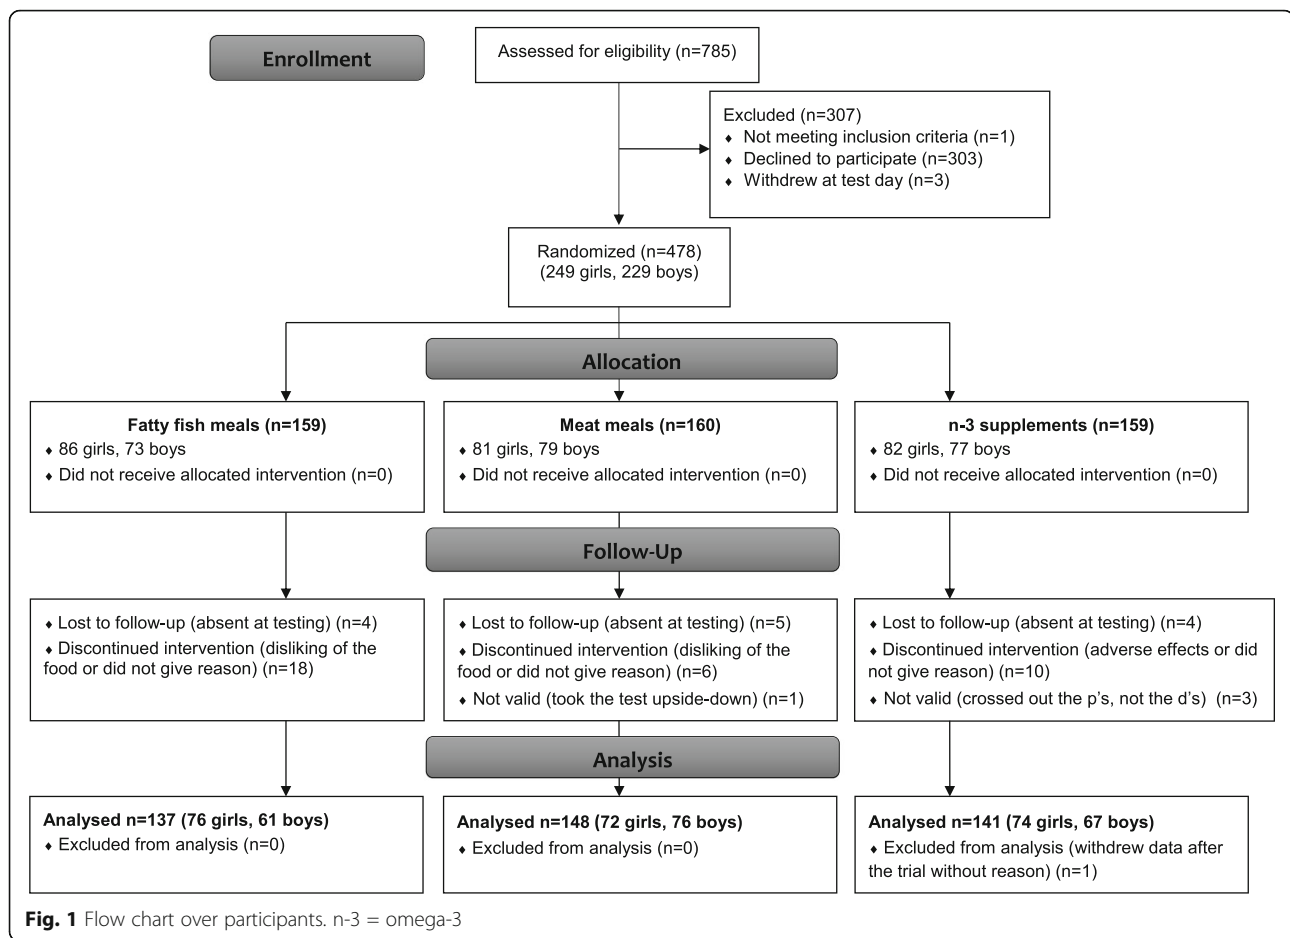 Enrollment
Assessed for eligibility (n=785)
Excluded (n=307)
♦ Not meeting inclusion criteria (n=1)
♦ Declined to participate (n=303)
♦ Withdrew at test day (n=3)
Randomized (n=478)
(249 girls, 229 boys)
Allocation
Fatty fish meals (n=159)
♦ 86 girls, 73 boys
♦ Did not receive allocated intervention (n=0)
Meat meals (n=160)
♦ 81 girls, 79 boys
♦ Did not receive allocated intervention (n=0)
n-3 supplements (n=159)
♦ 82 girls, 77 boys
♦ Did not receive allocated intervention (n=0)
Follow-Up
♦ Lost to follow-up (absent at testing) (n=4)
♦ Discontinued intervention (disliking of the
food or did not give reason) (n=18)
♦ Lost to follow-up (absent at testing) (n=5)
♦ Discontinued intervention (disliking of the
food or did not give reason) (n=6)
♦ Not valid (took the test upside-down) (n=1)
♦ Lost to follow-up (absent at testing) (n=4)
♦ Discontinued intervention (adverse effects or did
not give reason) (n=10)
♦ Not valid (crossed out the p's, not the d's) (n=3)
Analysis
Analysed n=137 (76 girls, 61 boys)
♦ Excluded from analysis (n=0)
Analysed n=148 (72 girls, 76 boys)
♦ Excluded from analysis (n=0)
Analysed n=141 (74 girls, 67 boys)
♦ Excluded from analysis (withdrew data after
the trial without reason) (n=1)
Fig. 1 Flow chart over participants. n-3 = omega-3